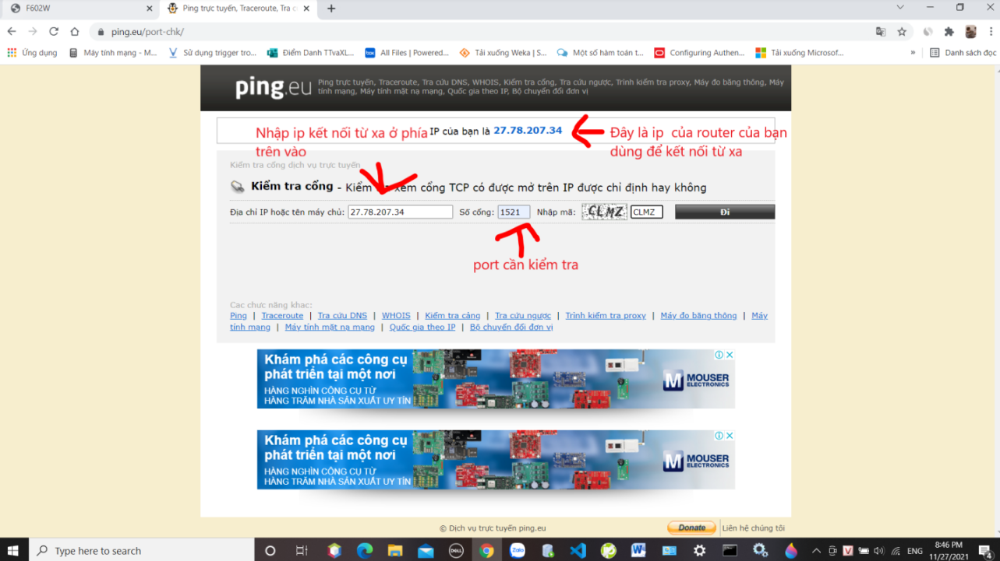 F602W
Ping trực tuyến, Traceroute, Tra c
ping.eu/port-chk/
Ứng dụng
Máy tính mạng - M...
Sử dụng trigger tro...
Điểm Danh TTvaXL...
box
All Files | Powered...
Tải xuống Weka | S...
Một số hàm toán t...
Configuring Authen...
Tải xuống Microsof...
»
Danh sách đọc
ping.eu
Ping trực tuyến, Traceroute, Tra cứu DNS, WHOIS, Kiểm tra cổng, Tra cứu ngược, Trình kiểm tra proxy, Máy đo băng thông, Máy
tính mạng, Máy tính mặt nạ mạng, Quốc gia theo IP, Bộ chuyển đổi đơn vị
Nhập ip kết nối từ xa ở phía
trên vào
IP của bạn là 27.78.207.34
Đây là ip của router của bạn
dùng để kết nối từ xa
Kiểm tra cổng dịch vụ trực tuyến
Kiểm tra cổng - Kiểm tra xem cổng TCP có được mở trên IP được chỉ định hay không
Địa chỉ IP hoặc tên máy chủ: 27.78.207.34 Số cổng: 1521 Nhập mã: CLMZ CLMZ Đi
port cần kiểm tra
Các chức năng khác:
Ping | Traceroute | Tra cứu DNS | WHOIS | Kiểm tra cảng | Tra cứu ngược | Trình kiểm tra proxy | Máy đo băng thông | Máy
tính mạng | Máy tính mặt nạ mạng | Quốc gia theo IP | Bộ chuyển đổi đơn vị
Khám phá các công cụ
phát triển tại một nơi
HÀNG NGHÌN CÔNG CỤ TỪ
HÀNG TRĂM NHÀ SẢN XUẤT UY TÍN
M MOUSER
ELECTRONICS
Khám phá các công cụ
phát triển tại một nơi
HÀNG NGHÌN CÔNG CỤ TỪ
HÀNG TRĂM NHÀ SẢN XUẤT UY TÍN
M MOUSER
ELECTRONICS
© Dịch vụ trực tuyến ping.eu
Donate
Liên hệ chúng tôi
Type here to search
DELL
Zalo
W
V
ENG
8:46 PM
11/27/2021
4